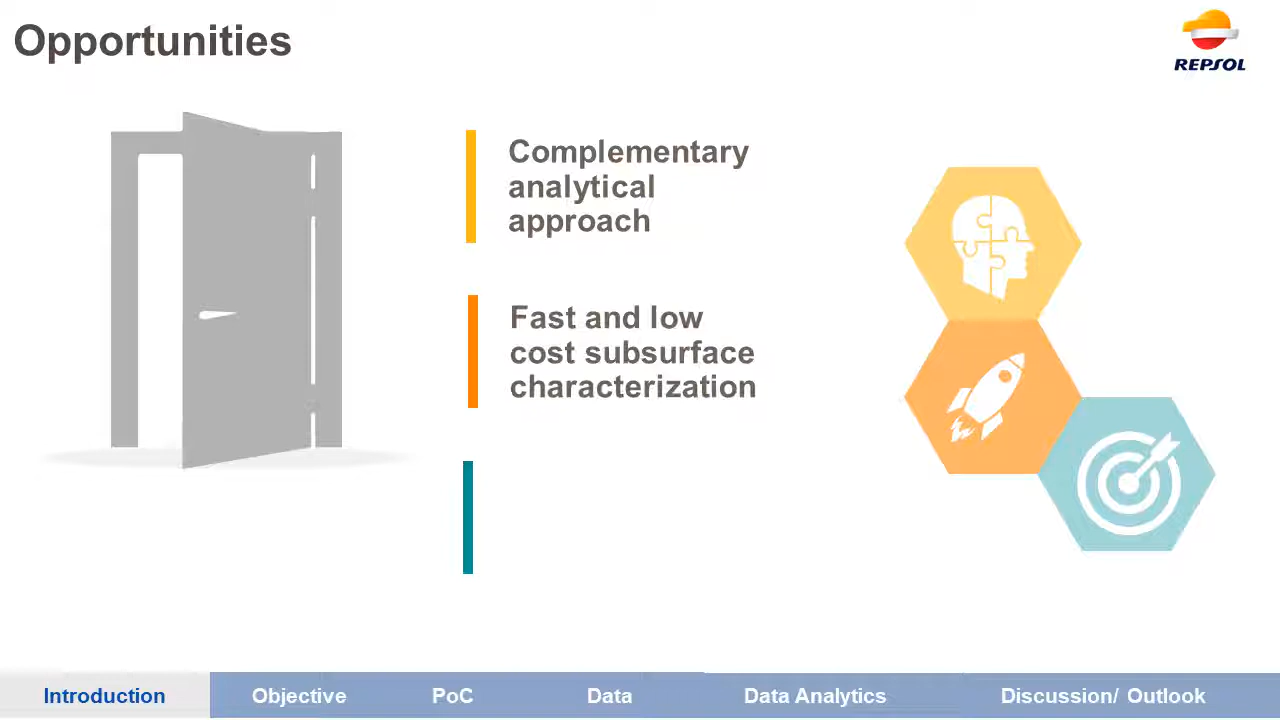 Opportunities
REPSOL
Complementary
analytical
approach
Fast and low
cost subsurface
characterization
Introduction
Objective
PoC
Data
Data Analytics
Discussion/ Outlook